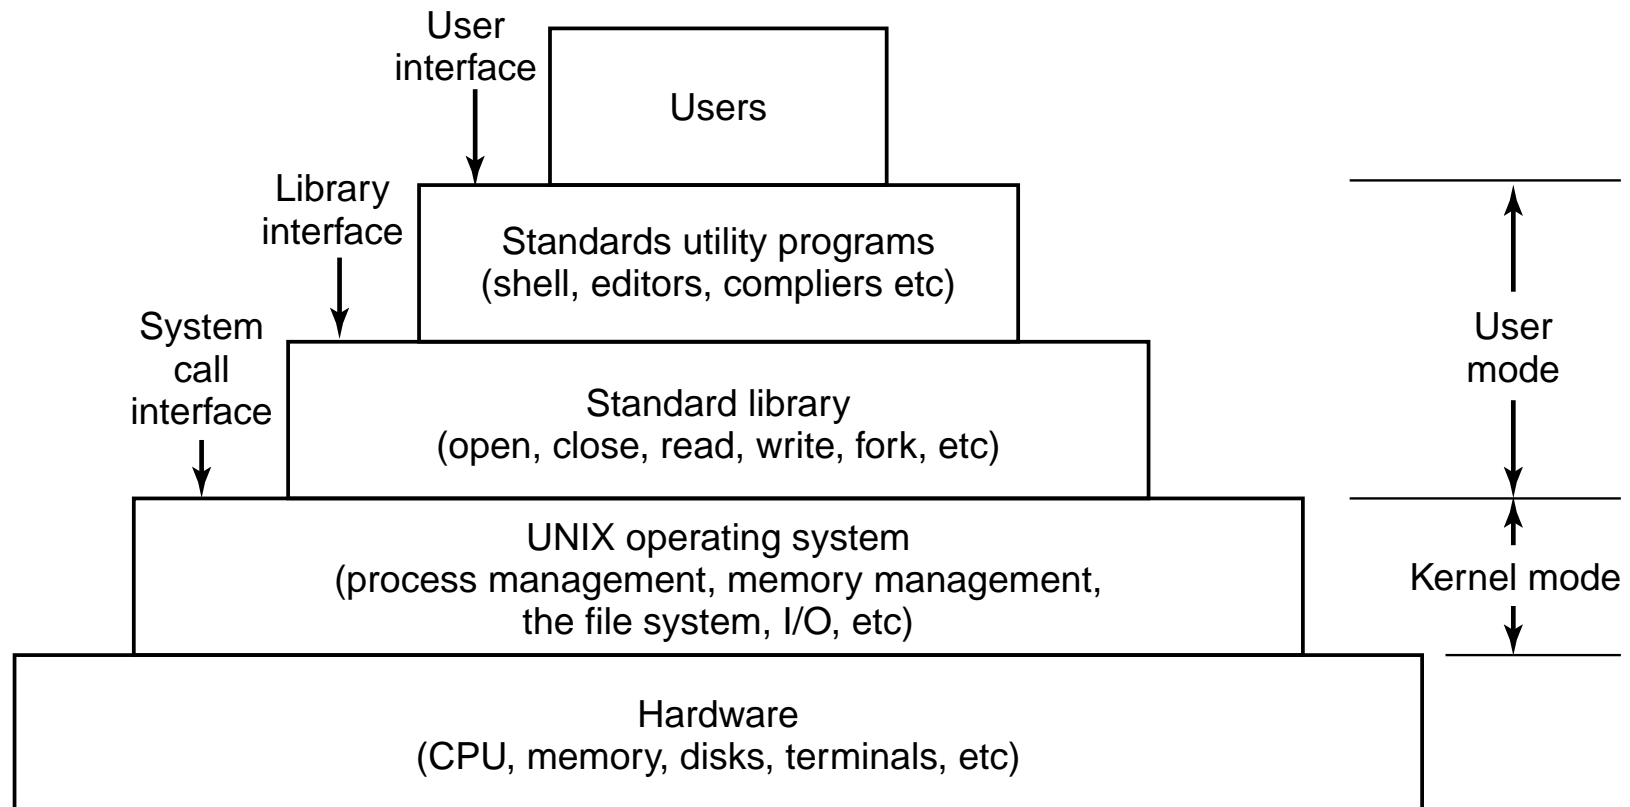 User
interface
Users
Library
interface
Standards utility programs
(shell, editors, compliers etc)
System
call
interface
User
mode
Standard library
(open, close, read, write, fork, etc)
UNIX operating system
(process management, memory management,
the file system, I/O, etc)
Kernel mode
Hardware
(CPU, memory, disks, terminals, etc)